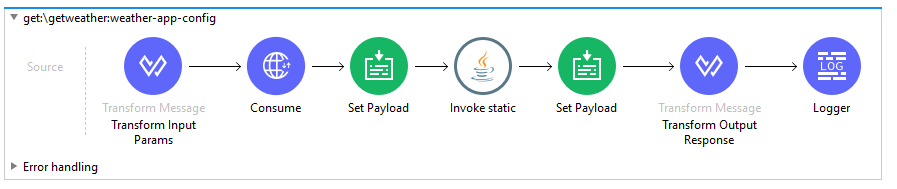 get:\getweather:weather-app-config
Source
Transform Message
Transform Input
Params
Consume
Set Payload
Invoke static
Set Payload
Transform Message
Transform Output
Response
LOG
Logger
Error handling